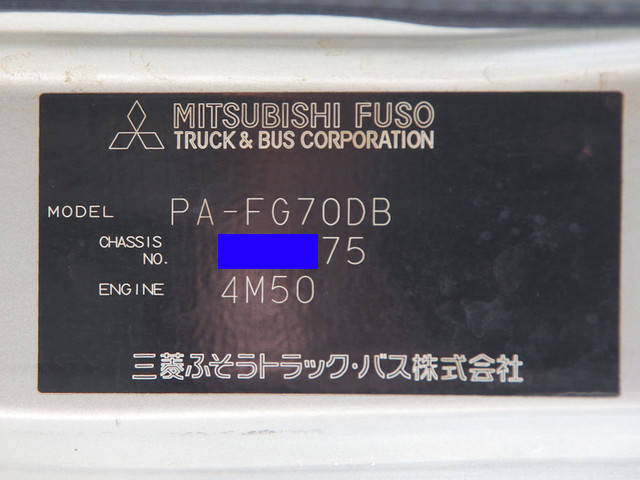 MITSUBISHI FUSO
TRUCK & BUS CORPORATION
MODEL PA-FG70DB
CHASSIS NO. 75
ENGINE 4M50
三菱ふそうトラック・バス株式会社